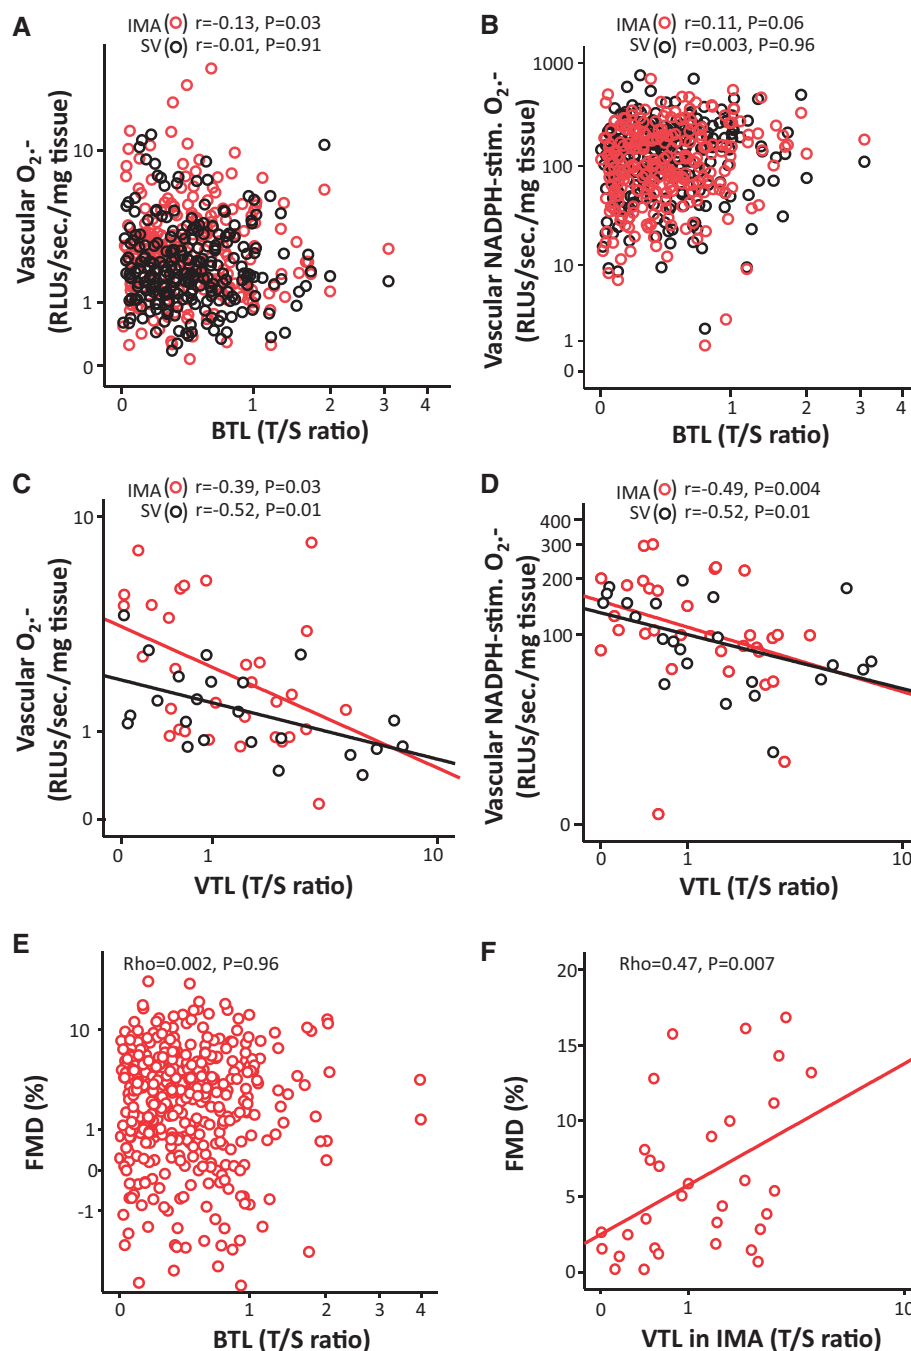 A
IMA(o) r=-0.13, P=0.03
SV(o) r=-0.01, P=0.91
Vascular O₂.-
(RLUs/sec./mg tissue)
10
1
0
0 1 2 3 4
BTL (T/S ratio)
B
IMA(o) r=0.11, P=0.06
SV(o) r=0.003, P=0.96
Vascular NADPH-stim. O₂.-
(RLUs/sec./mg tissue)
1000
100
10
1
0
0 1 2 3 4
BTL (T/S ratio)
C
IMA(o) r=-0.39, P=0.03
SV(o) r=-0.52, P=0.01
Vascular O₂.-
(RLUs/sec./mg tissue)
10
1
0
0 1 10
VTL (T/S ratio)
D
IMA(o) r=-0.49, P=0.004
SV(o) r=-0.52, P=0.01
Vascular NADPH-stim. O₂.-
(RLUs/sec./mg tissue)
400
300
200
100
0
0 1 10
VTL (T/S ratio)
E
Rho=0.002, P=0.96
FMD (%)
10
1
0
-1
0 1 2 3 4
BTL (T/S ratio)
F
Rho=0.47, P=0.007
FMD (%)
20
15
10
5
0
0 1 10
VTL in IMA (T/S ratio)